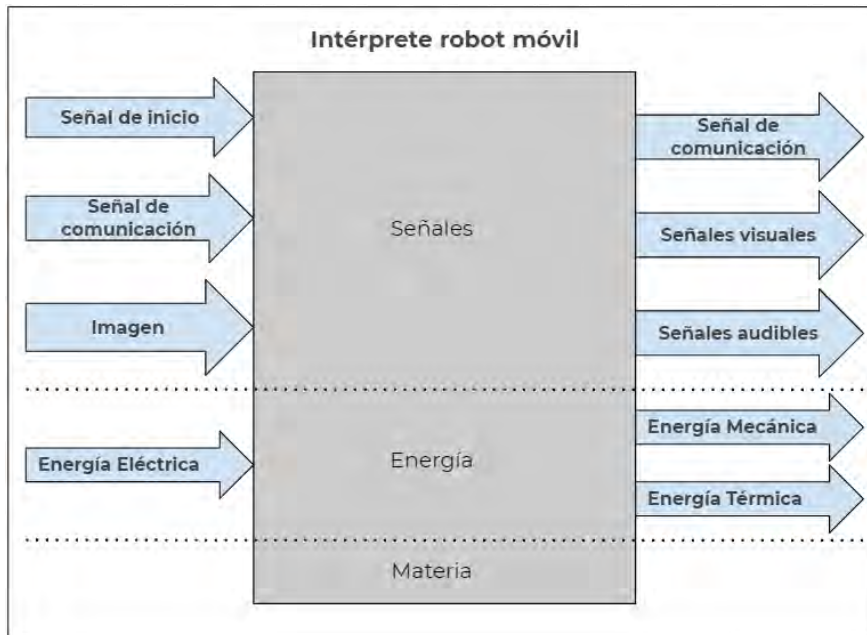 Intérprete robot móvil
Señal de inicio
Señal de
comunicación
Imagen
Energía Eléctrica
Señales
Energía
Materia
Señal de
comunicación
Señales visuales
Señales audibles
Energía Mecánica
Energía Térmica